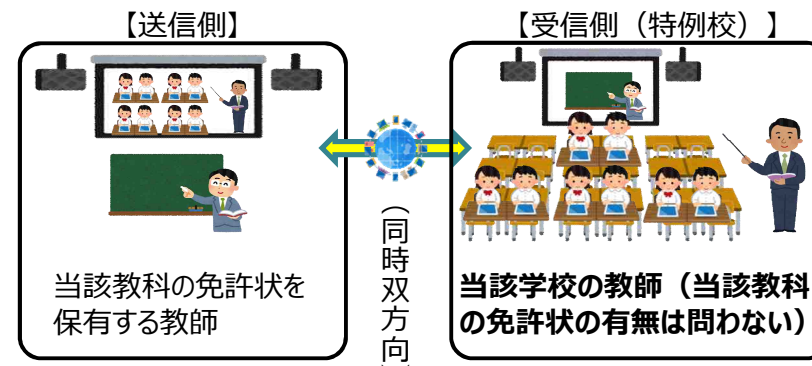 【送信側】
【受信側（特例校）】
（同時双方向）
当該教科の免許状を
保有する教師
当該学校の教師（当該教科
の免許状の有無は問わない）